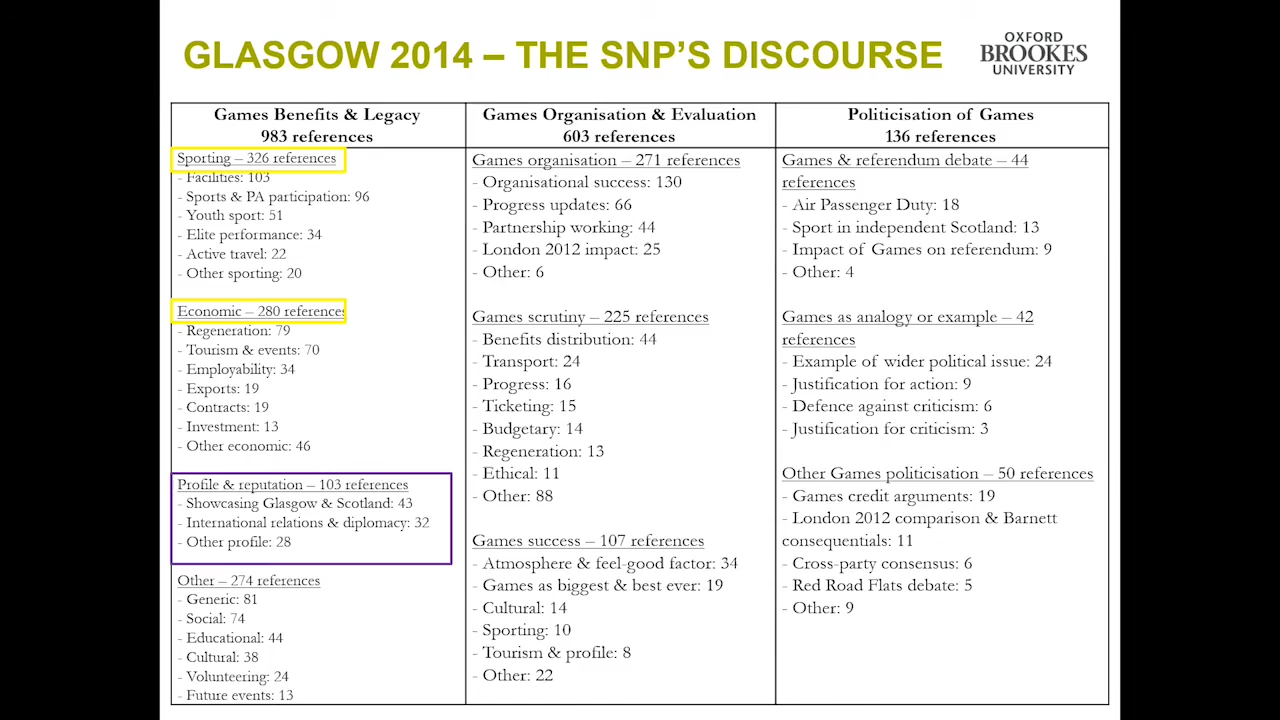 GLASGOW 2014 – THE SNP'S DISCOURSE
OXFORD
BROOKES
UNIVERSITY
Games Benefits & Legacy
983 references
Sporting – 326 references
- Facilities: 103
- Sports & PA participation: 96
- Youth sport: 51
- Elite performance: 34
- Active travel: 22
- Other sporting: 20
Economic – 280 references
- Regeneration: 79
- Tourism & events: 70
- Employability: 34
- Exports: 19
- Contracts: 19
- Investment: 13
- Other economic: 46
Profile & reputation – 103 references
- Showcasing Glasgow & Scotland: 43
- International relations & diplomacy: 32
- Other profile: 28
Other – 274 references
- Generic: 81
- Social: 74
- Educational: 44
- Cultural: 38
- Volunteering: 24
- Future events: 13
Games Organisation & Evaluation
603 references
Games organisation – 271 references
- Organisational success: 130
- Progress updates: 66
- Partnership working: 44
- London 2012 impact: 25
- Other: 6
Games scrutiny – 225 references
- Benefits distribution: 44
- Transport: 24
- Progress: 16
- Ticketing: 15
- Budgetary: 14
- Regeneration: 13
- Ethical: 11
- Other: 88
Games success – 107 references
- Atmosphere & feel-good factor: 34
- Games as biggest & best ever: 19
- Cultural: 14
- Sporting: 10
- Tourism & profile: 8
- Other: 22
Politicisation of Games
136 references
Games & referendum debate – 44
references
- Air Passenger Duty: 18
- Sport in independent Scotland: 13
- Impact of Games on referendum: 9
- Other: 4
Games as analogy or example – 42
references
- Example of wider political issue: 24
- Justification for action: 9
- Defence against criticism: 6
- Justification for criticism: 3
Other Games politicisation – 50 references
- Games credit arguments: 19
- London 2012 comparison & Barnett
consequentials: 11
- Cross-party consensus: 6
- Red Road Flats debate: 5
- Other: 9